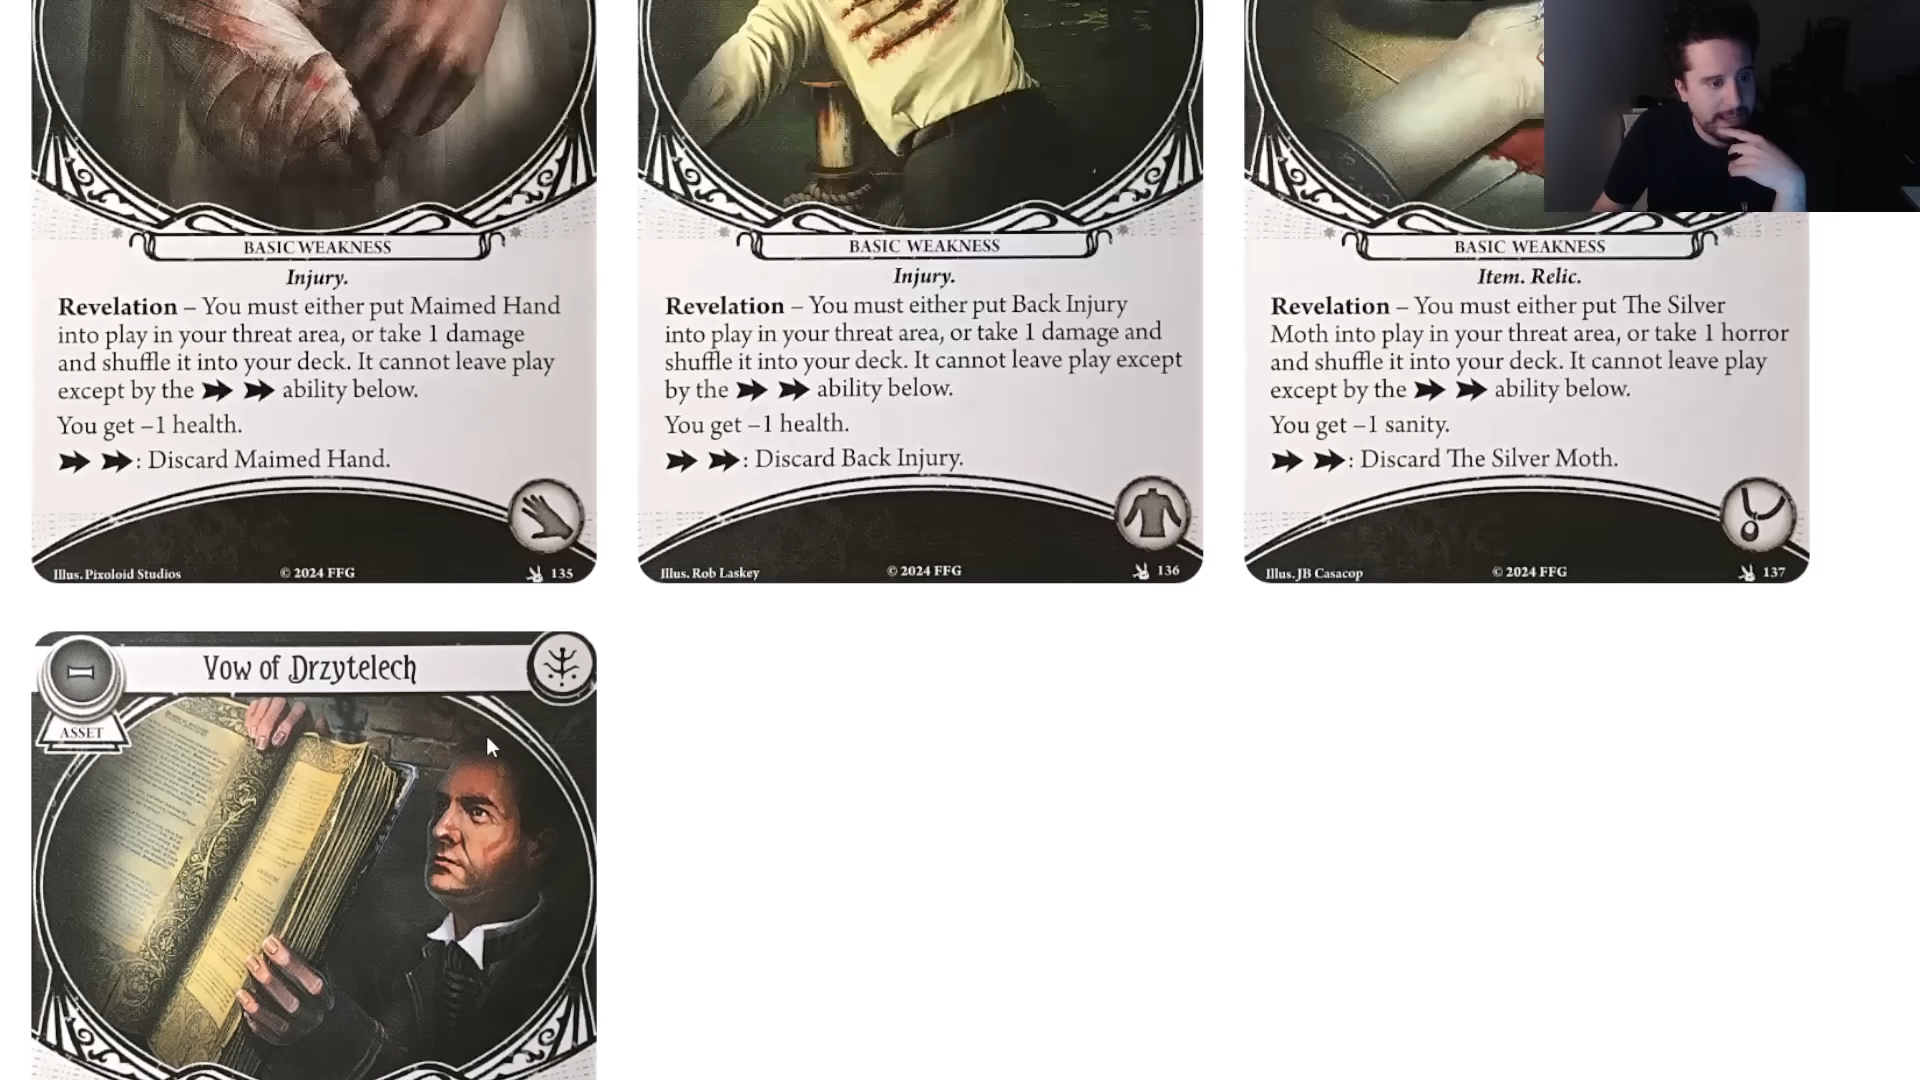 BASIC WEAKNESS
Injury.
Revelation – You must either put Maimed Hand
into play in your threat area, or take 1 damage
and shuffle it into your deck. It cannot leave play
except by the ability below.
You get –1 health.
: Discard Maimed Hand.
Illus. Pixoloid Studios
© 2024 FFG
135
BASIC WEAKNESS
Injury.
Revelation – You must either put Back Injury
into play in your threat area, or take 1 damage and
shuffle it into your deck. It cannot leave play except
by the ability below.
You get –1 health.
: Discard Back Injury.
Illus. Rob Laskey
© 2024 FFG
136
BASIC WEAKNESS
Item. Relic.
Revelation – You must either put The Silver
Moth into play in your threat area, or take 1 horror
and shuffle it into your deck. It cannot leave play
except by the ability below.
You get –1 sanity.
: Discard The Silver Moth.
Illus. JB Casacop
© 2024 FFG
137
Vow of Drzytelech
ASSET